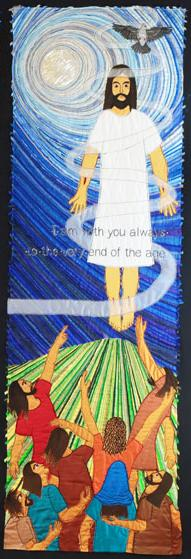 I am with you always
to the very end of the age